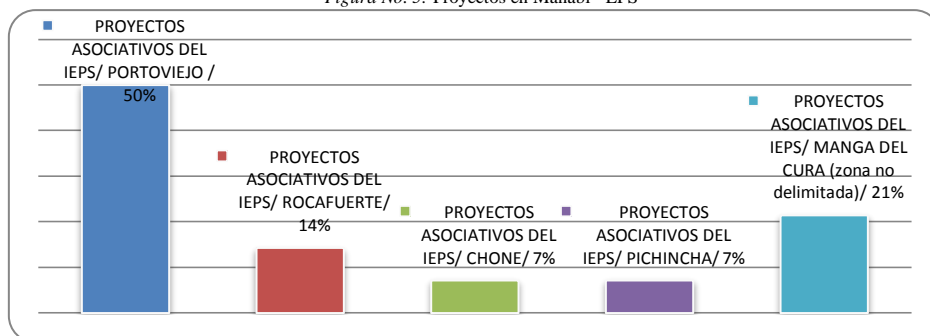 Figura No. 3: Proyectos en Manabí - EPS
PROYECTOS
ASOCIATIVOS DEL
IEPS/ PORTOVIEJO /
50%
PROYECTOS
ASOCIATIVOS DEL
IEPS/ ROCAFUERTE/
14%
PROYECTOS
ASOCIATIVOS DEL
IEPS/ CHONE/ 7%
PROYECTOS
ASOCIATIVOS DEL
IEPS/ PICHINCHA/ 7%
PROYECTOS
ASOCIATIVOS DEL
IEPS/ MANGA DEL
CURA (zona no
delimitada)/ 21%